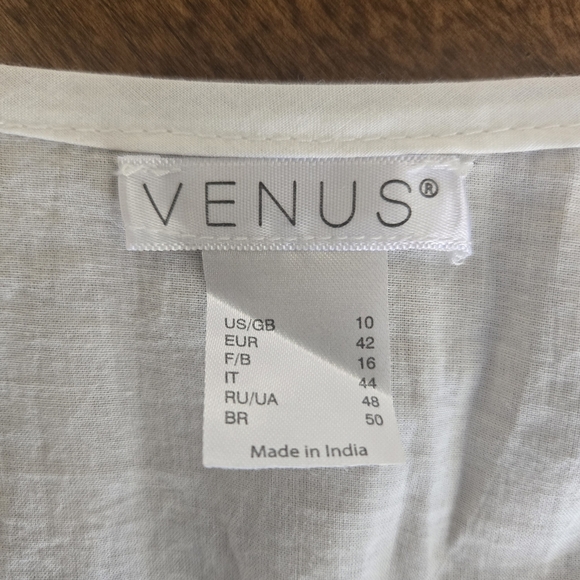 VENUS®
US/GB 10
EUR 42
F/B 16
IT 44
RU/UA 48
BR 50
Made in India